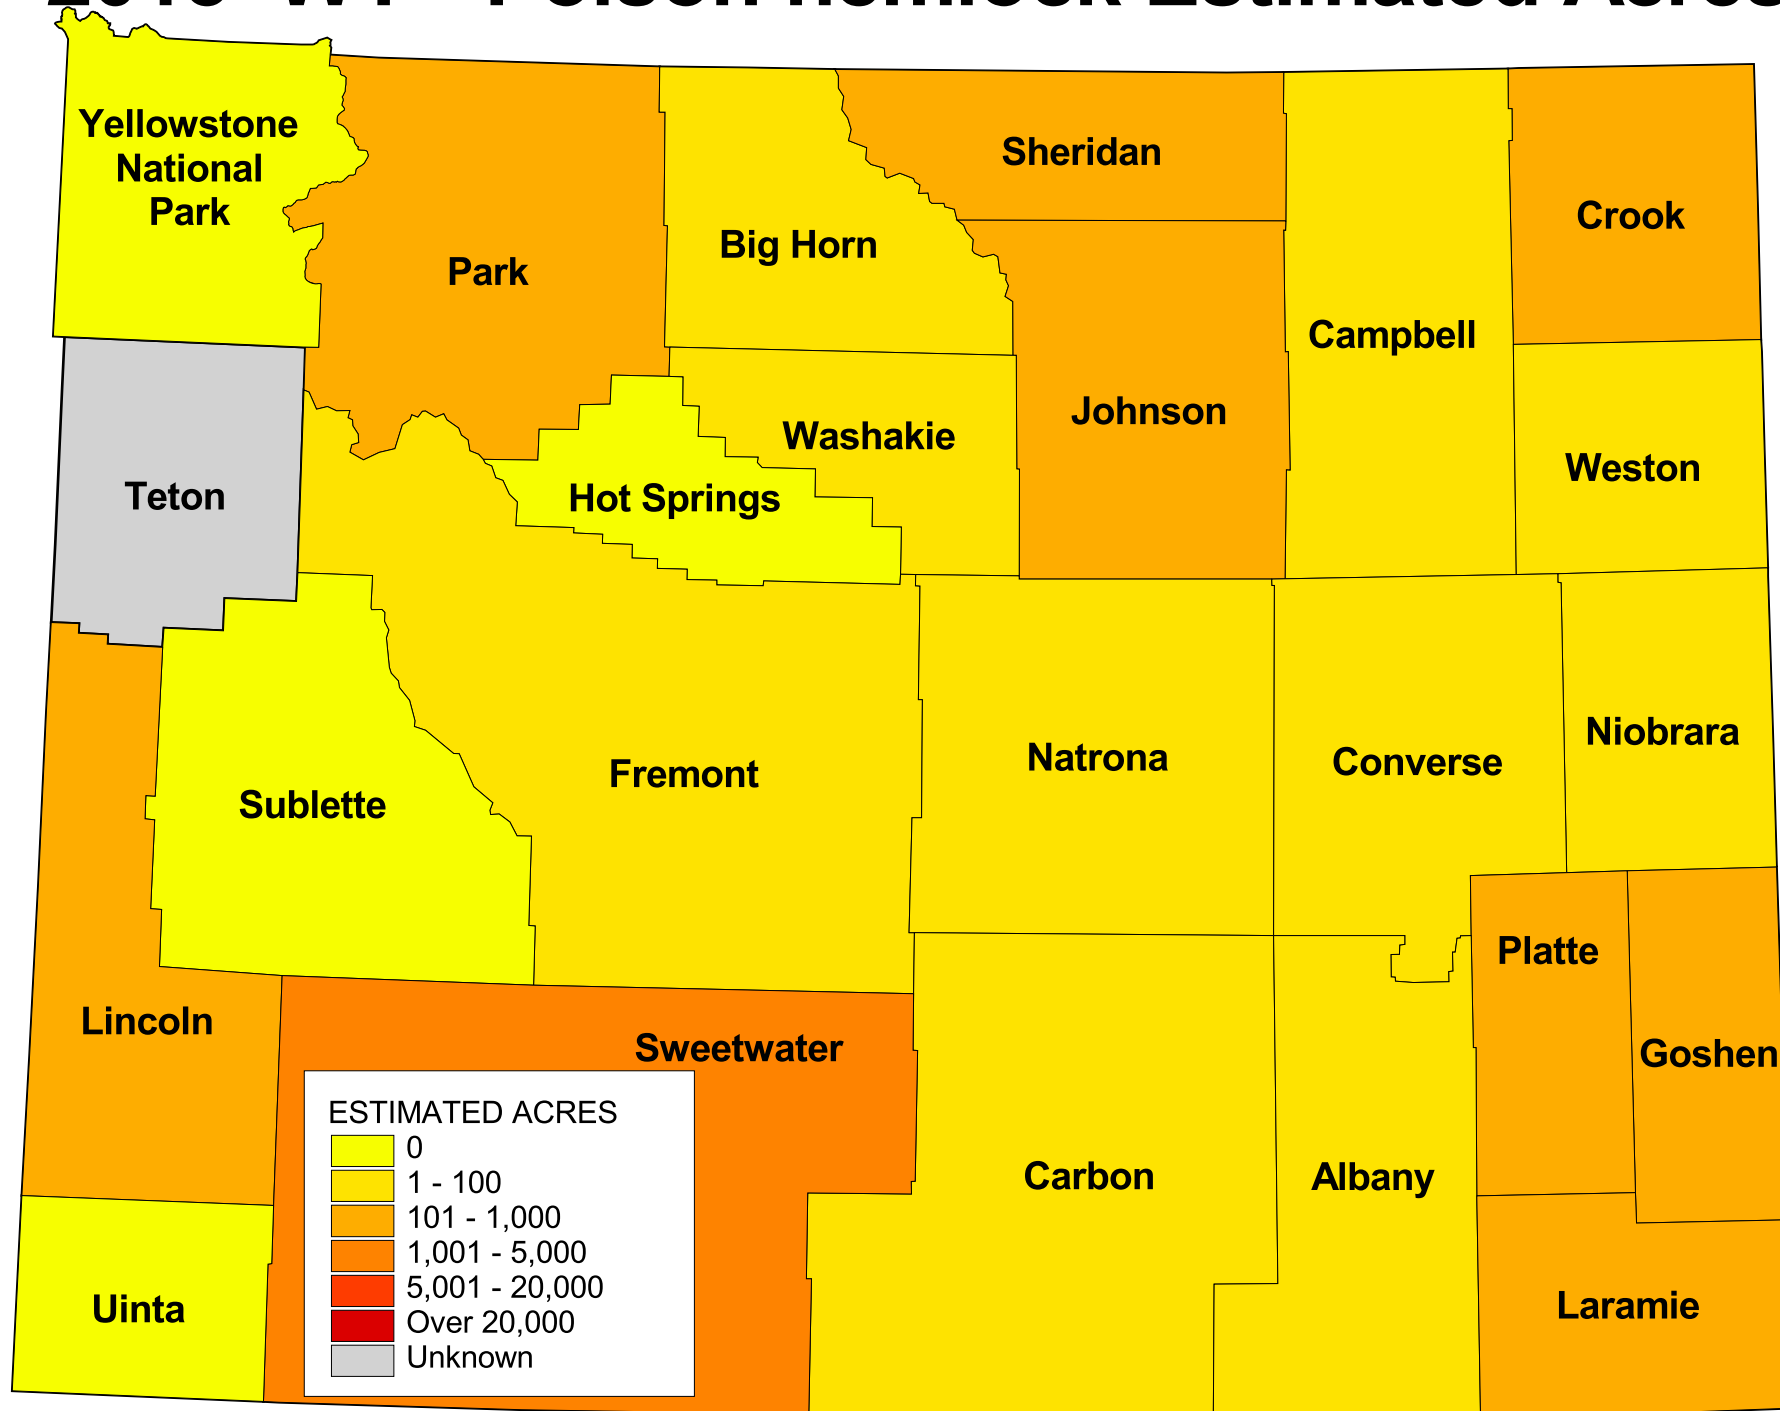 Yellowstone
National
Park
Park
Big Horn
Sheridan
Campbell
Crook
Johnson
Washakie
Hot Springs
Teton
Weston
Sublette
Fremont
Natrona
Converse
Niobrara
Platte
Lincoln
Sweetwater
Goshen
Carbon
Albany
Uinta
Laramie
ESTIMATED ACRES
0
1 - 100
101 - 1,000
1,001 - 5,000
5,001 - 20,000
Over 20,000
Unknown